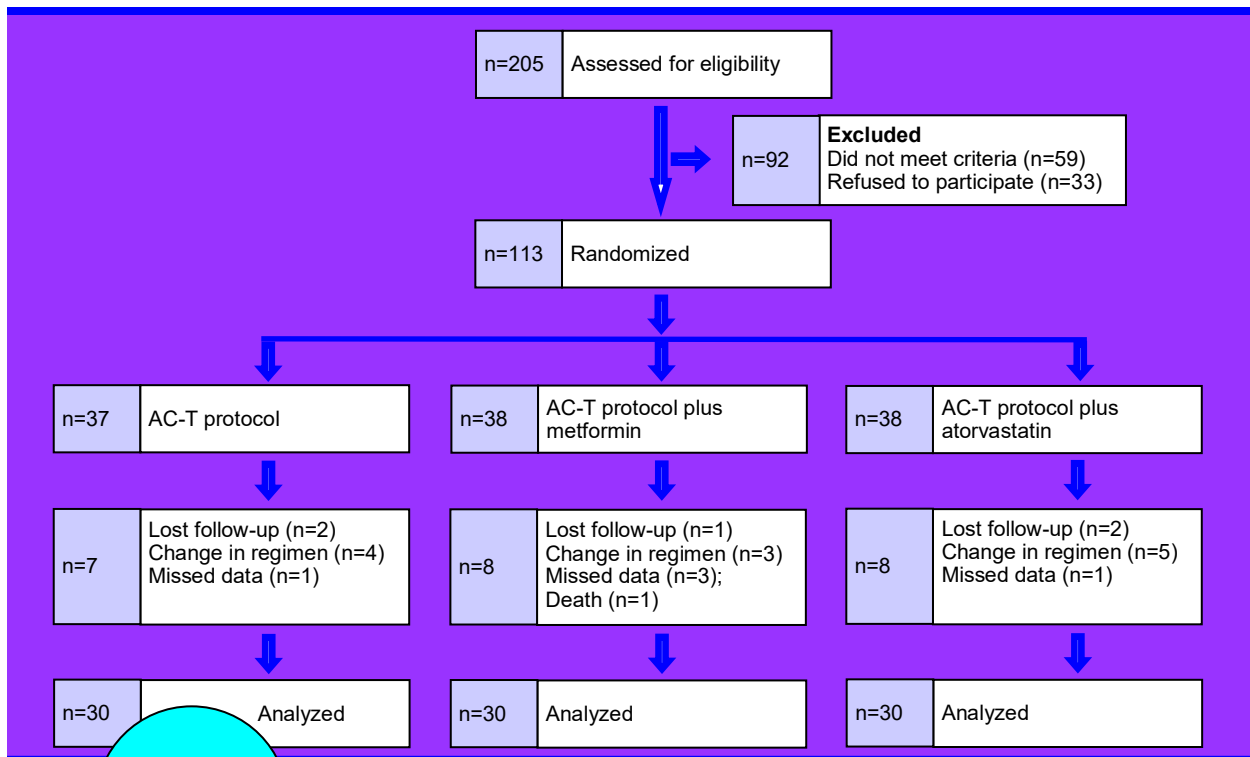 n=205 Assessed for eligibility
n=92 Excluded
Did not meet criteria (n=59)
Refused to participate (n=33)
n=113 Randomized
n=37 AC-T protocol
n=38 AC-T protocol plus
metformin
n=38 AC-T protocol plus
atorvastatin
n=7 Lost follow-up (n=2)
Change in regimen (n=4)
Missed data (n=1)
n=8 Lost follow-up (n=1)
Change in regimen (n=3)
Missed data (n=3);
Death (n=1)
n=8 Lost follow-up (n=2)
Change in regimen (n=5)
Missed data (n=1)
n=30 Analyzed
n=30 Analyzed
n=30 Analyzed